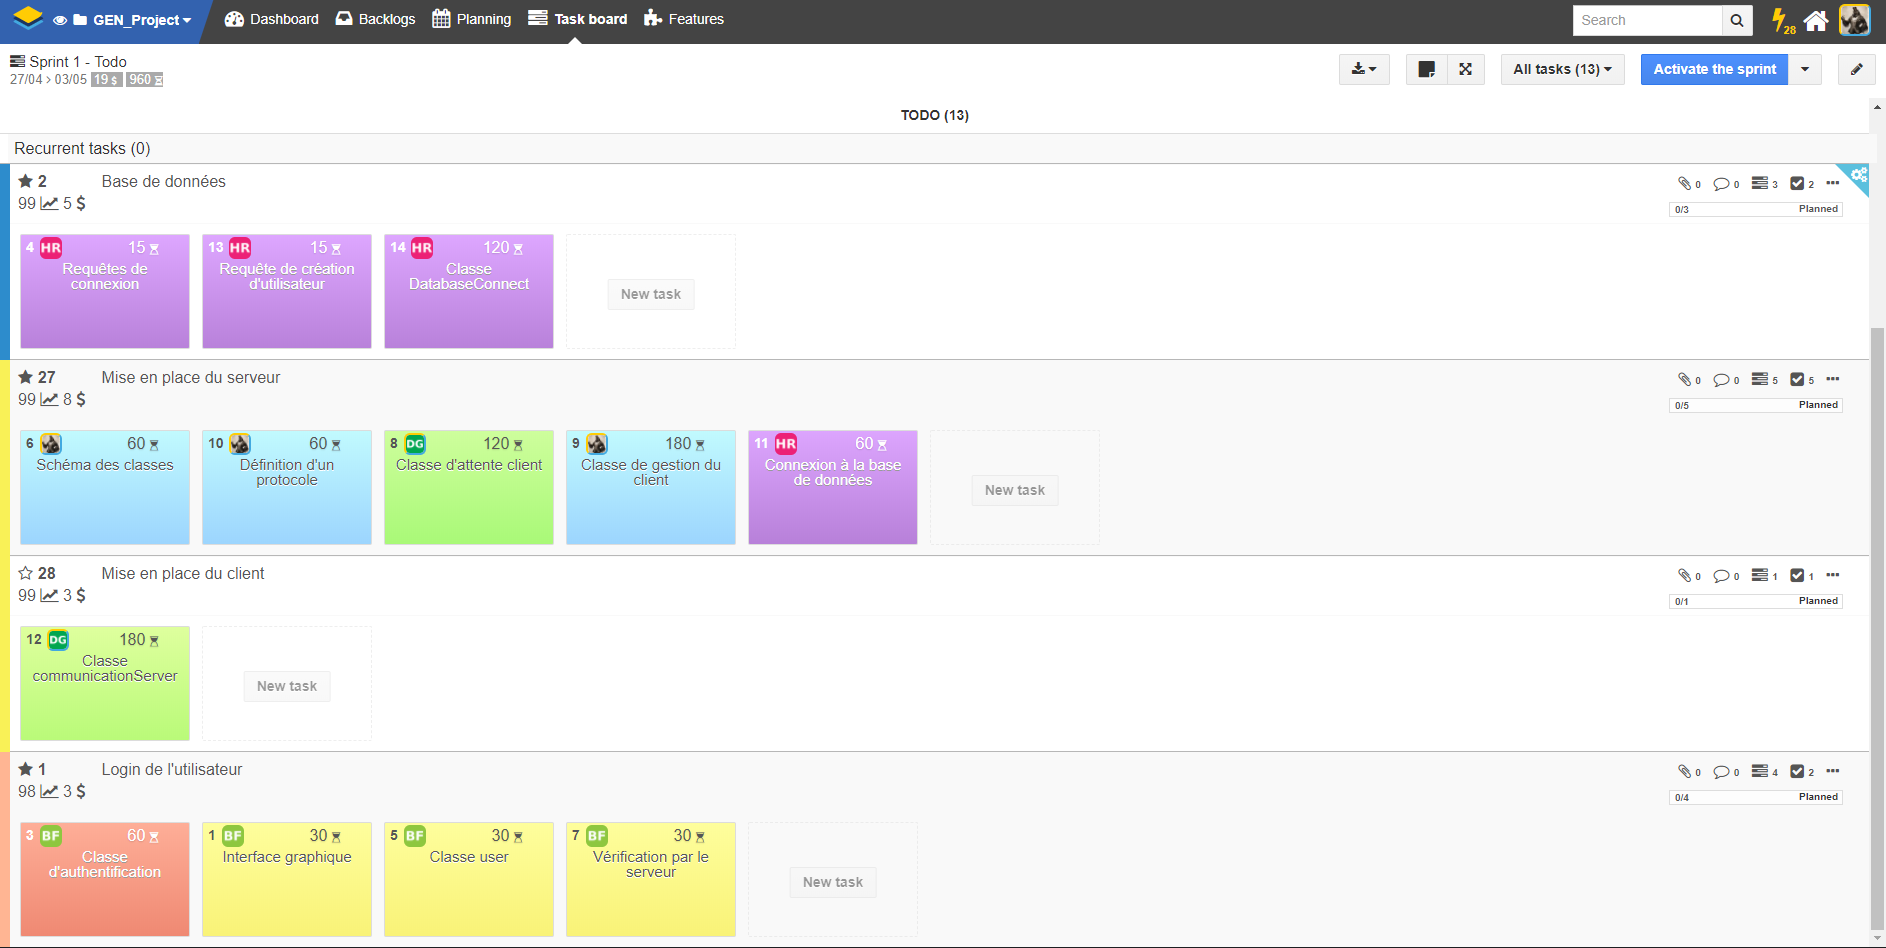 GEN_Project Dashboard Backlogs Planning Task board Features Search 28
Sprint 1 - Todo
27/04 › 03/05 19 $ 960
All tasks (13) Activate the sprint
TODO (13)
Recurrent tasks (0)
2 Base de données 0 0 3 2
99 5 $
0/3 Planned
4 HR 15
Requêtes de
connexion
13 HR 15
Requête de création
d'utilisateur
14 HR 120
Classe
DatabaseConnect
New task
27 Mise en place du serveur 0 0 5 5
99 8 $
0/5 Planned
6 60
Schéma des classes
10 60
Définition d'un
protocole
8 DG 120
Classe d'attente client
9 180
Classe de gestion du
client
11 HR 60
Connexion à la base
de données
New task
28 Mise en place du client 0 0 1 1
99 3 $
0/1 Planned
12 DG 180
Classe
communicationServer
New task
1 Login de l'utilisateur 0 0 4 2
98 3 $
0/4 Planned
3 BF 60
Classe
d'authentification
1 BF 30
Interface graphique
5 BF 30
Classe user
7 BF 30
Vérification par le
serveur
New task